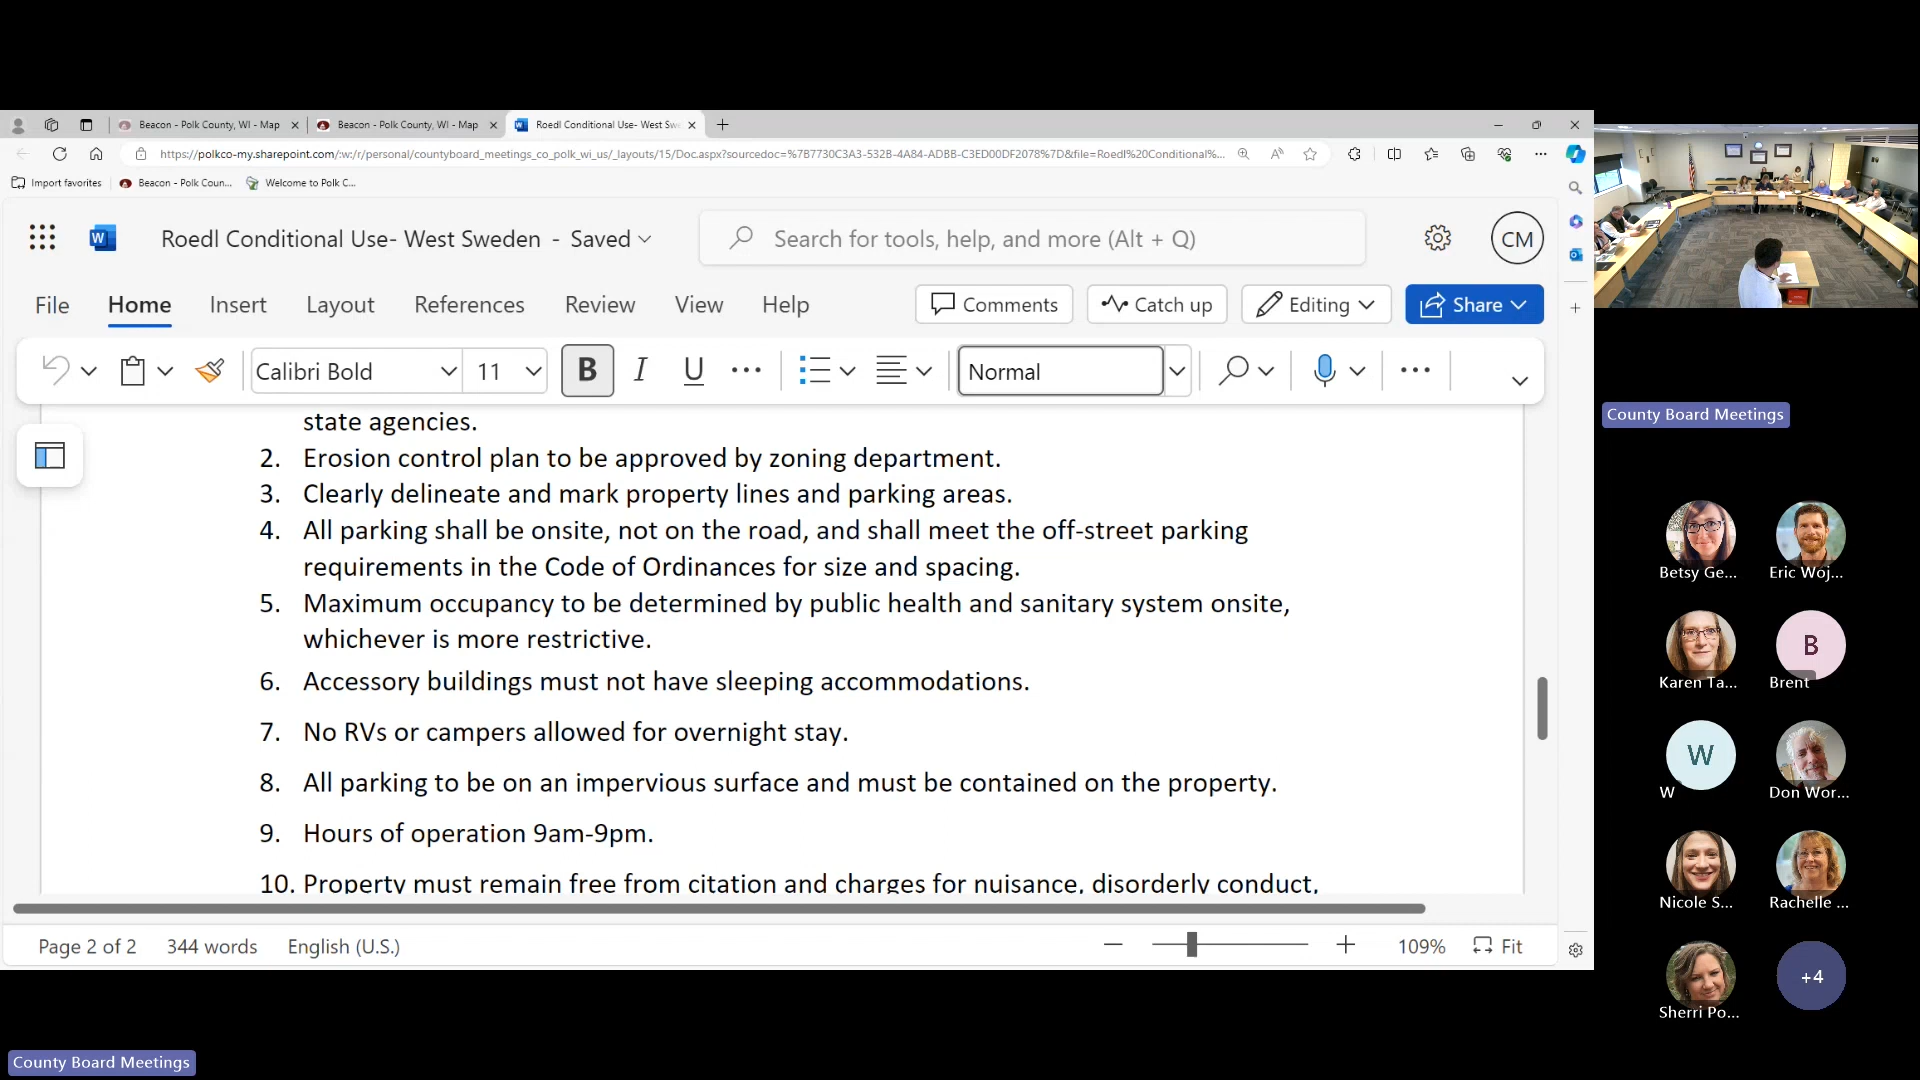 Beacon - Polk County, WI - Map
Beacon - Polk County, WI - Map
Roedl Conditional Use- West Sw
https://polkco-my.sharepoint.com/:w:/r/personal/countyboard_meetings_co_polk_wi_us/_layouts/15/Doc.aspx?sourcedoc=%7B7730C3A3-532B-4A84-ADBB-C3ED00DF2078%7D&file=Roedl%20Conditional%...
Import favorites
Beacon - Polk Coun...
Welcome to Polk C...
Roedl Conditional Use- West Sweden - Saved
Search for tools, help, and more (Alt + Q)
CM
File Home Insert Layout References Review View Help
Comments
Catch up
Editing
Share
Calibri Bold
11
B I U
Normal
state agencies.
2. Erosion control plan to be approved by zoning department.
3. Clearly delineate and mark property lines and parking areas.
4. All parking shall be onsite, not on the road, and shall meet the off-street parking
requirements in the Code of Ordinances for size and spacing.
5. Maximum occupancy to be determined by public health and sanitary system onsite,
whichever is more restrictive.
6. Accessory buildings must not have sleeping accommodations.
7. No RVs or campers allowed for overnight stay.
8. All parking to be on an impervious surface and must be contained on the property.
9. Hours of operation 9am-9pm.
10. Property must remain free from citation and charges for nuisance, disorderly conduct,
Page 2 of 2
344 words
English (U.S.)
109%
Fit
County Board Meetings
Betsy Ge...
Eric Woj...
Karen Ta...
B
Brent
W
W
Don Wor...
Nicole S...
Rachelle ...
Sherri Po...
+4
County Board Meetings